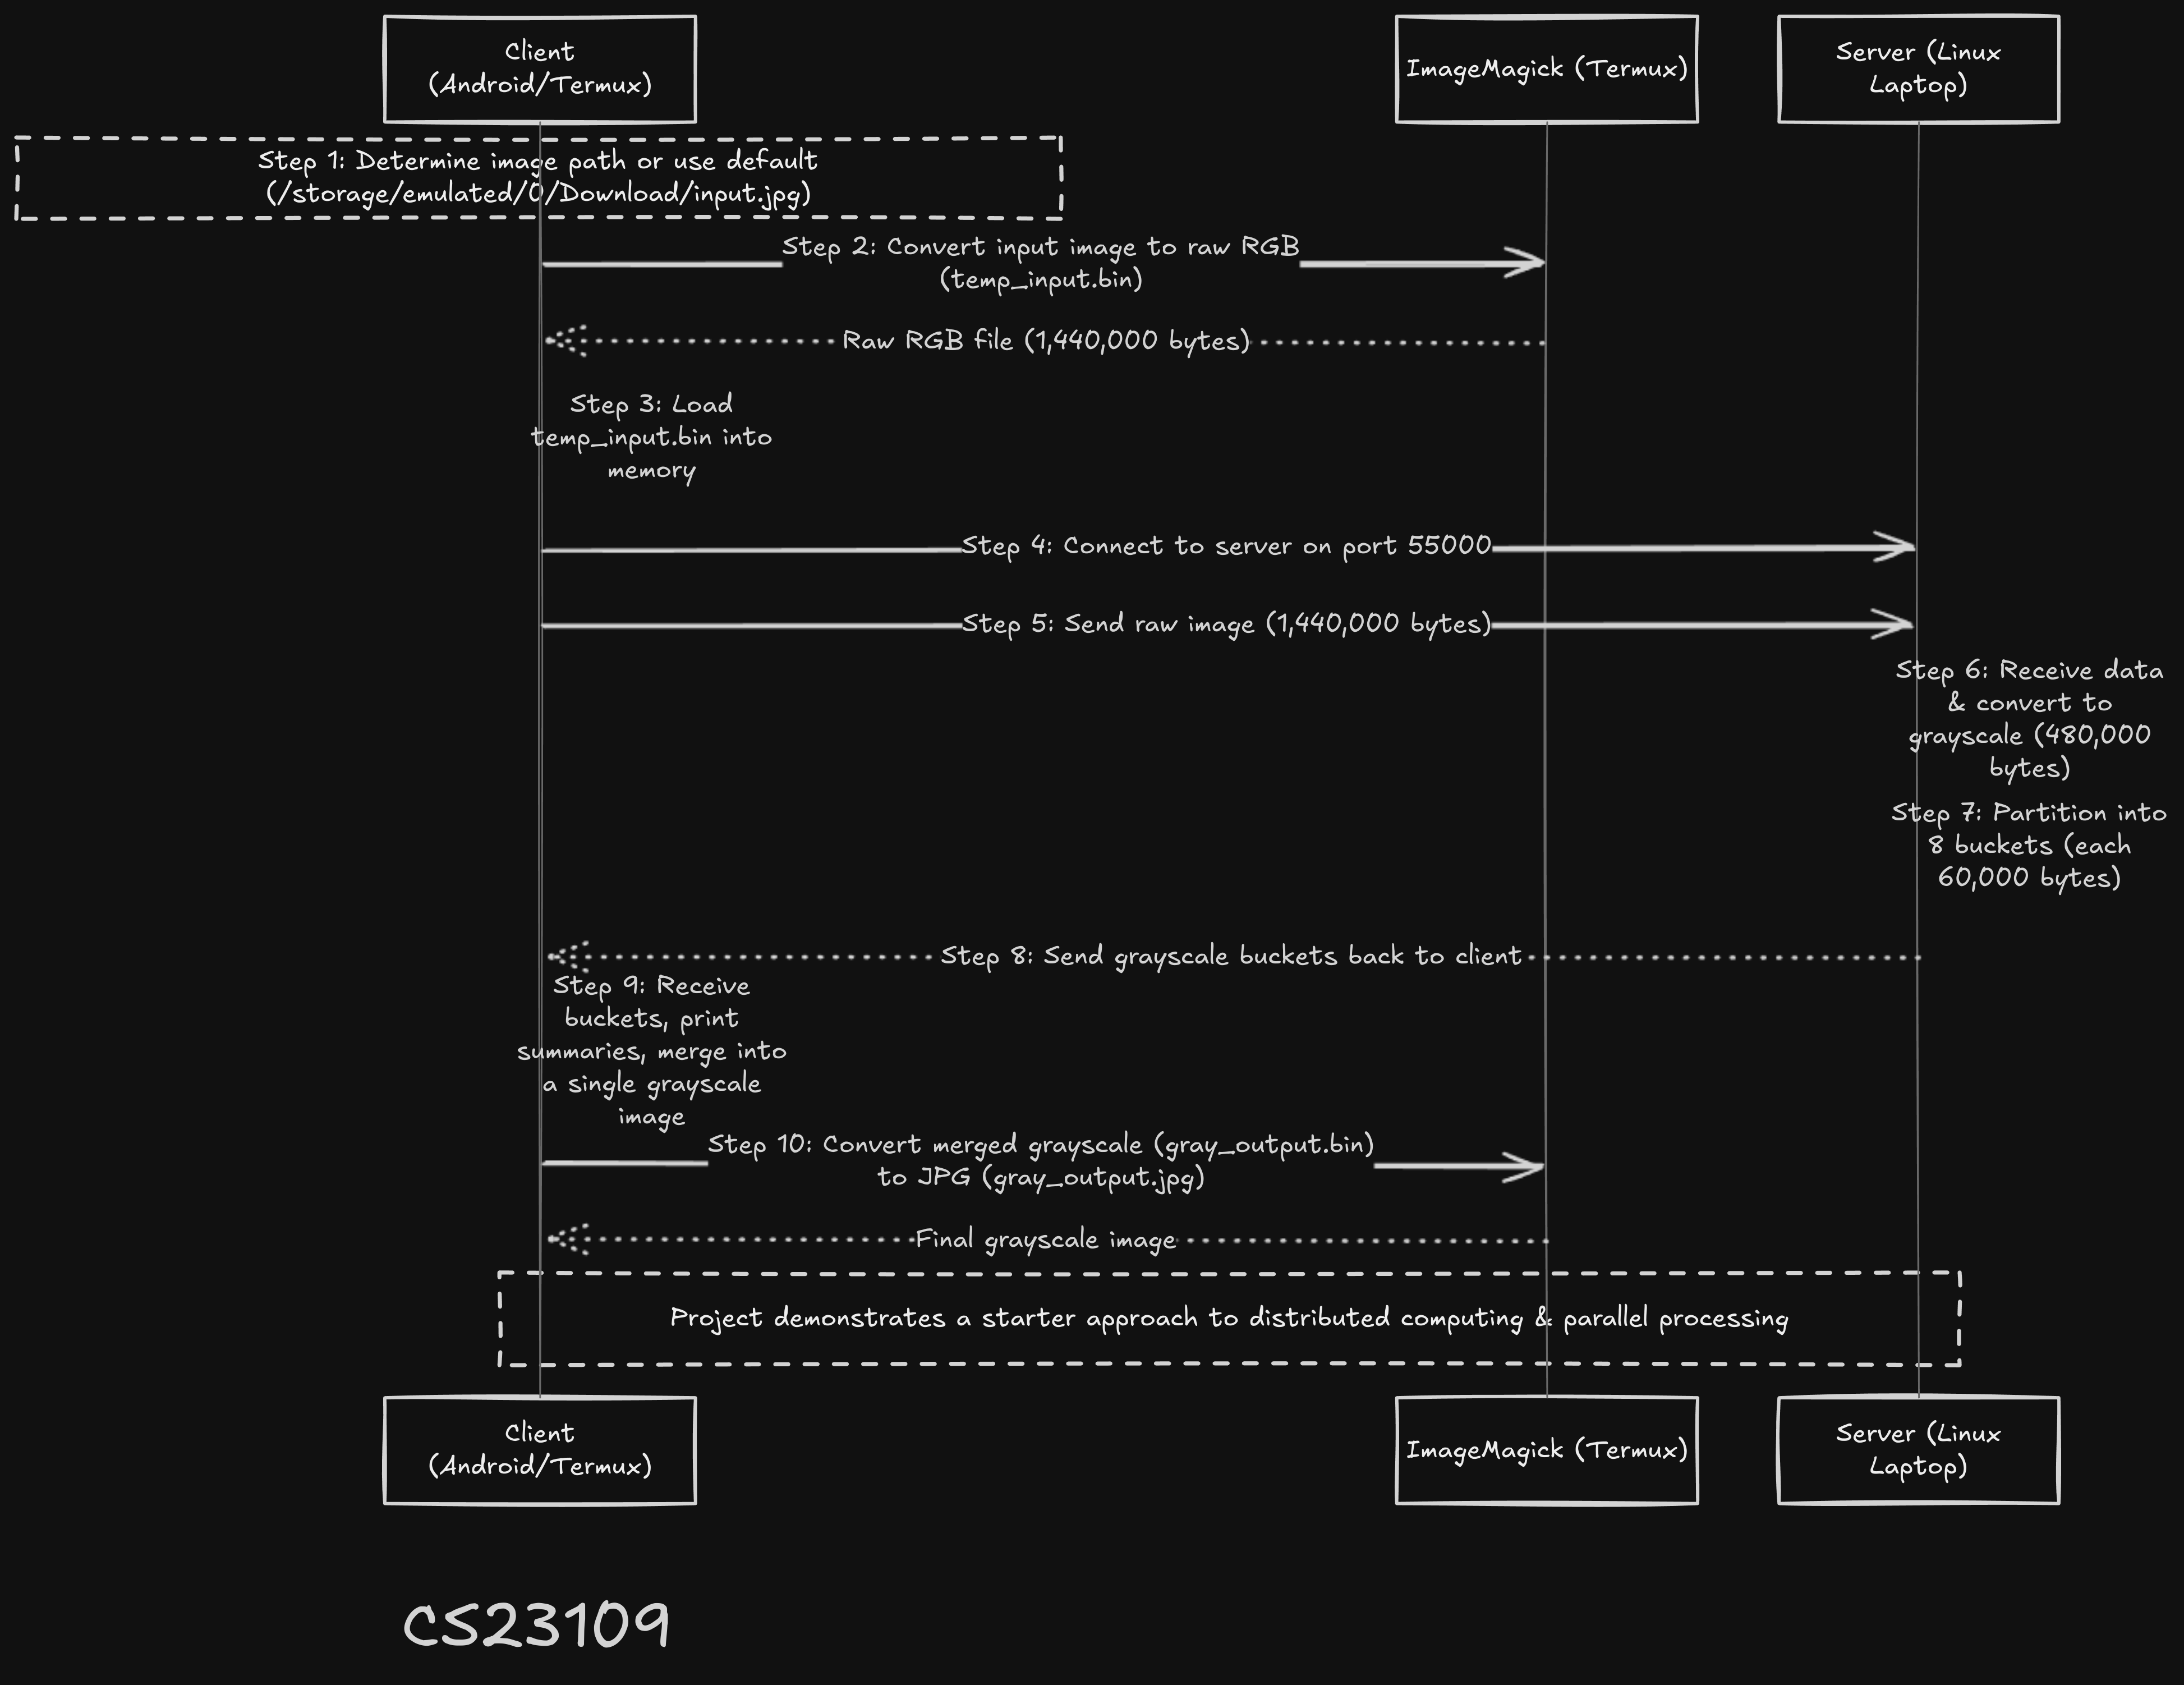 Client
(Android/Termux)
ImageMagick (Termux)
Server (Linux
Laptop)
Step 1: Determine image path or use default
(/storage/emulated/0/Download/input.jpg)
Step 2: Convert input image to raw RGB
(temp_input.bin)
Raw RGB file (1,440,000 bytes)
Step 3: Load
temp_input.bin into
memory
Step 4: Connect to server on port 55000
Step 5: Send raw image (1,440,000 bytes)
Step 6: Receive data
& convert to
grayscale (480,000
bytes)
Step 7: Partition into
8 buckets (each
60,000 bytes)
Step 8: Send grayscale buckets back to client
Step 9: Receive
buckets, print
summaries, merge into
a single grayscale
image
Step 10: Convert merged grayscale (gray_output.bin)
to JPG (gray_output.jpg)
Final grayscale image
Project demonstrates a starter approach to distributed computing & parallel processing
Client
(Android/Termux)
ImageMagick (Termux)
Server (Linux
Laptop)
CS23109